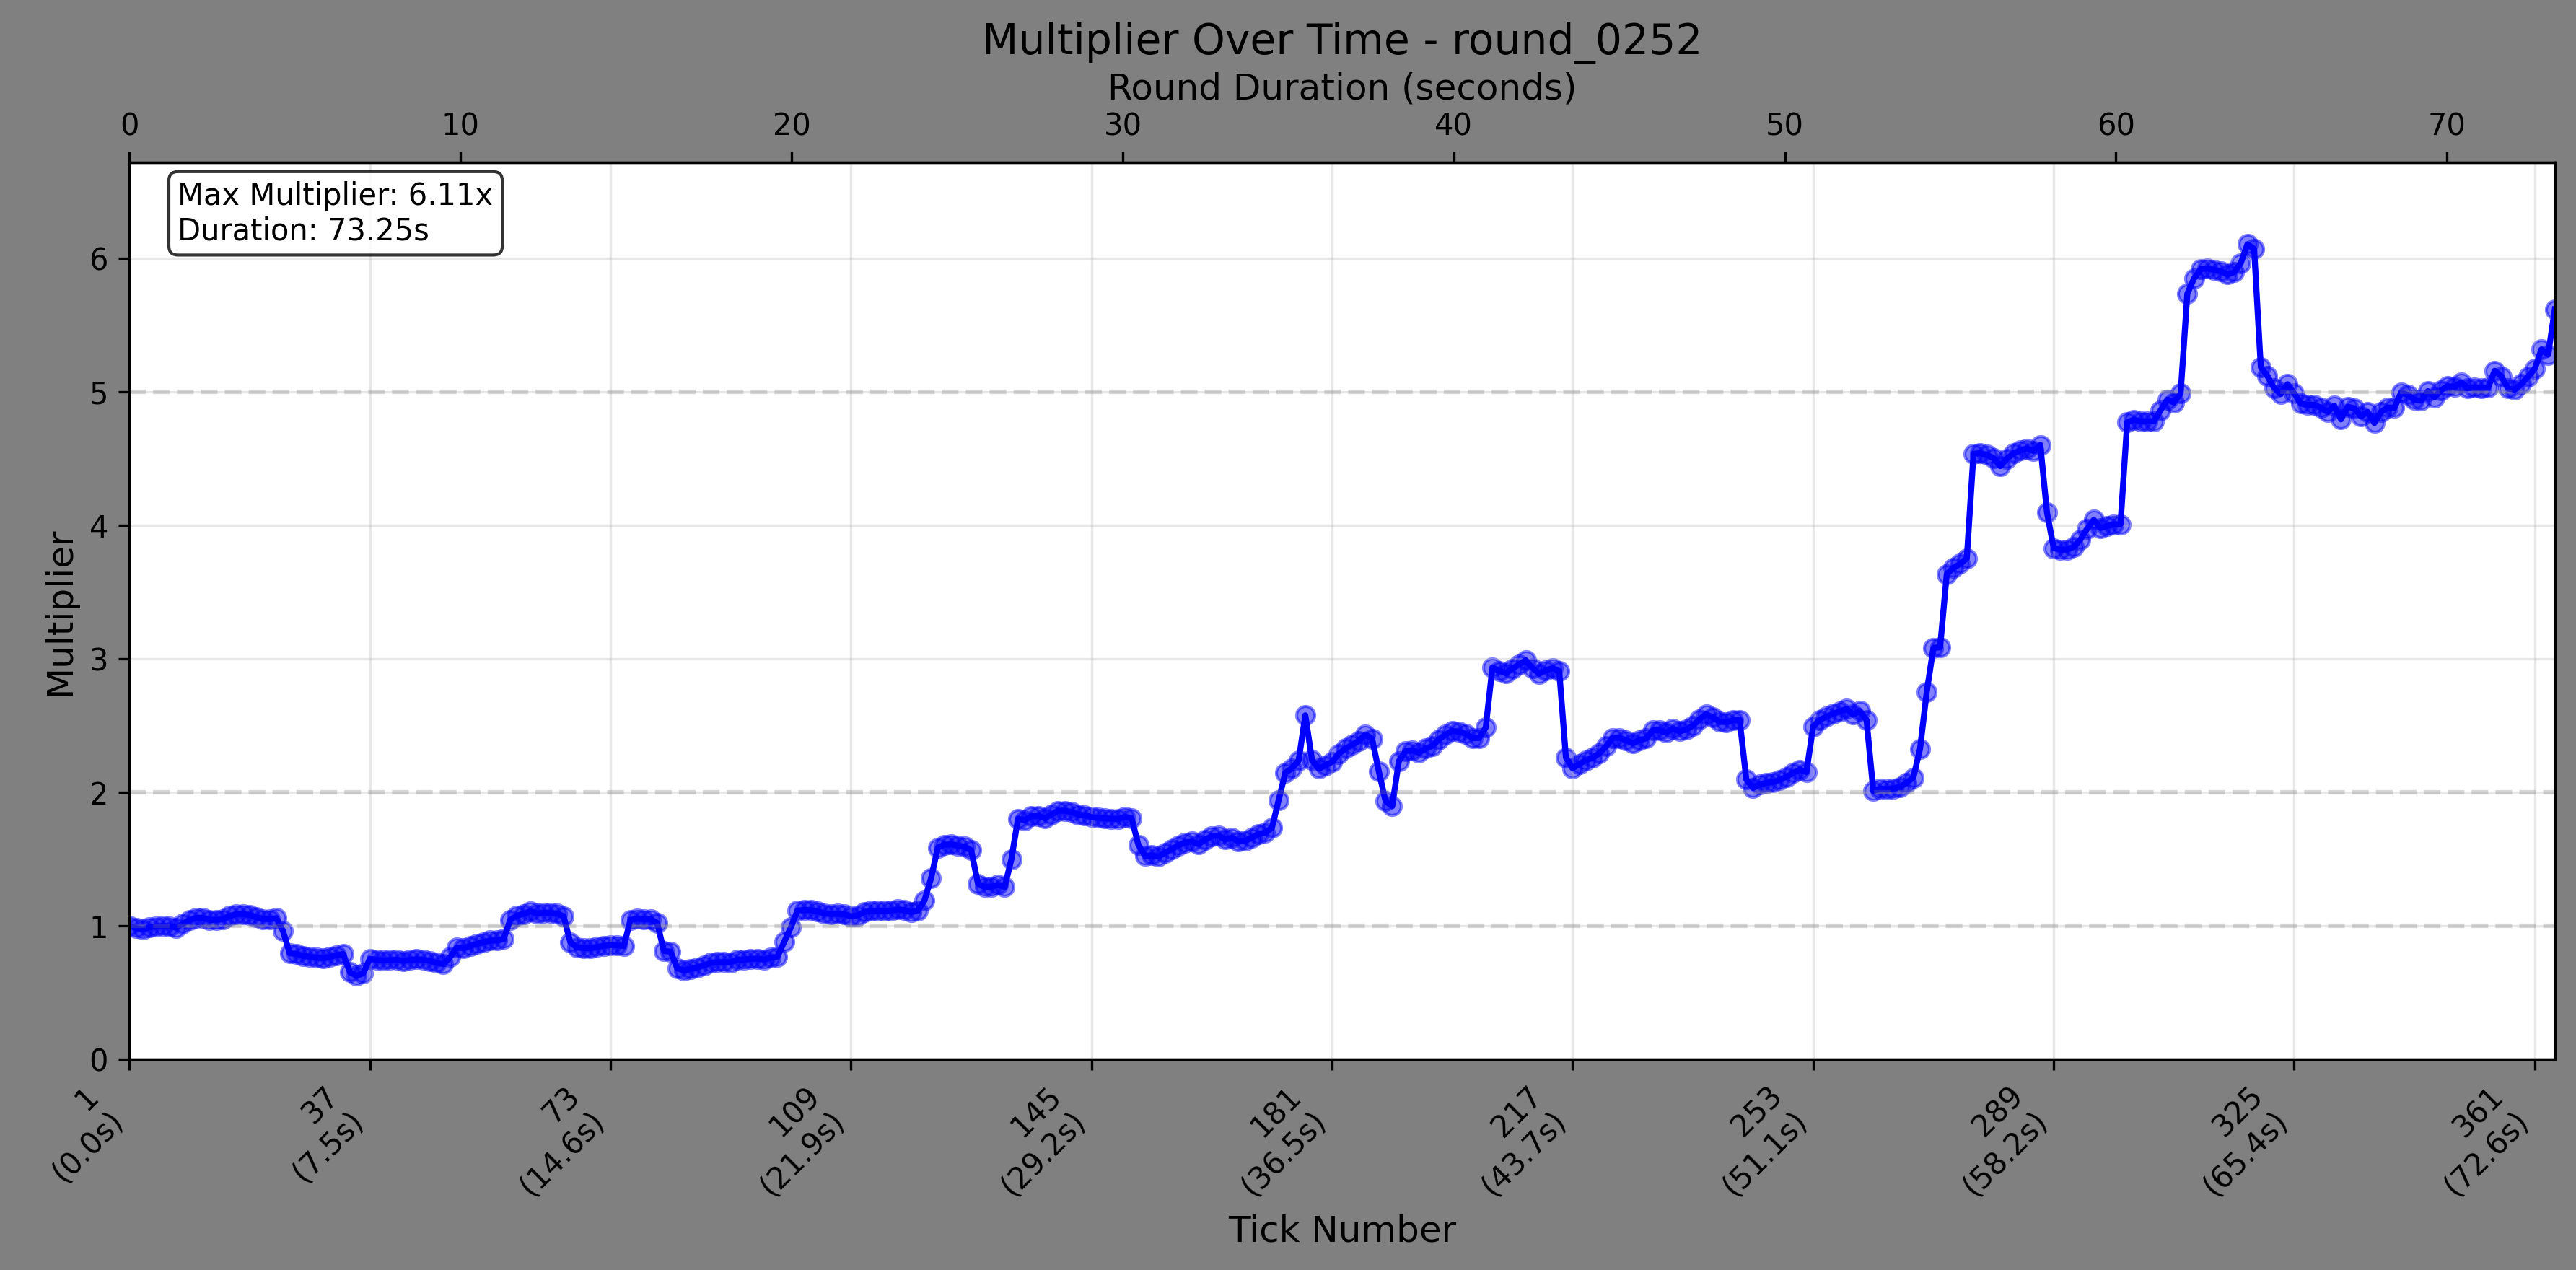 Multiplier Over Time - round_0252
Round Duration (seconds)
0 10 20 30 40 50 60 70
Max Multiplier: 6.11x
Duration: 73.25s
Multiplier
6
5
4
3
2
1
0
1 (0.0s)
37 (7.5s)
73 (14.6s)
109 (21.9s)
145 (29.2s)
181 (36.5s)
217 (43.7s)
253 (51.1s)
289 (58.2s)
325 (65.4s)
361 (72.6s)
Tick Number